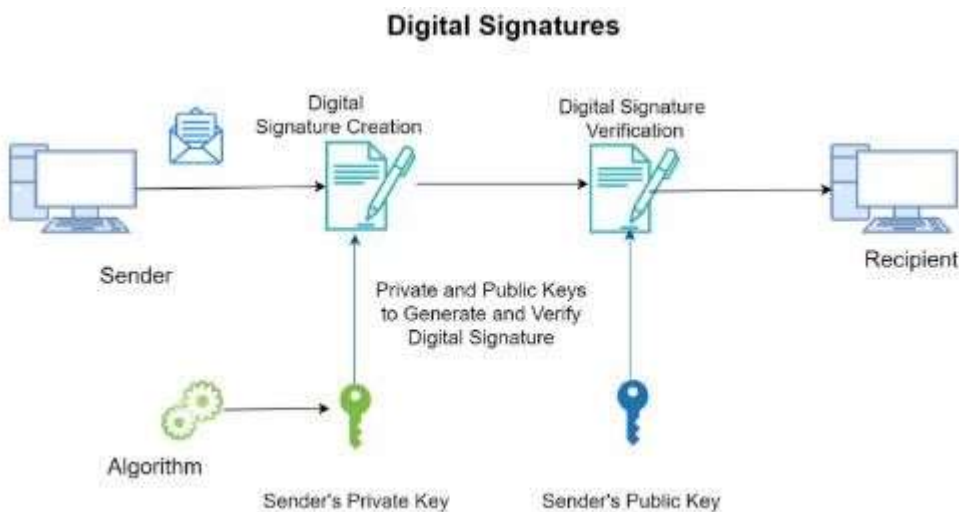 Digital Signatures
Digital
Signature Creation
Digital Signature
Verification
Sender
Recipient
Private and Public Keys
to Generate and Verify
Digital Signature
Algorithm
Sender's Private Key
Sender's Public Key